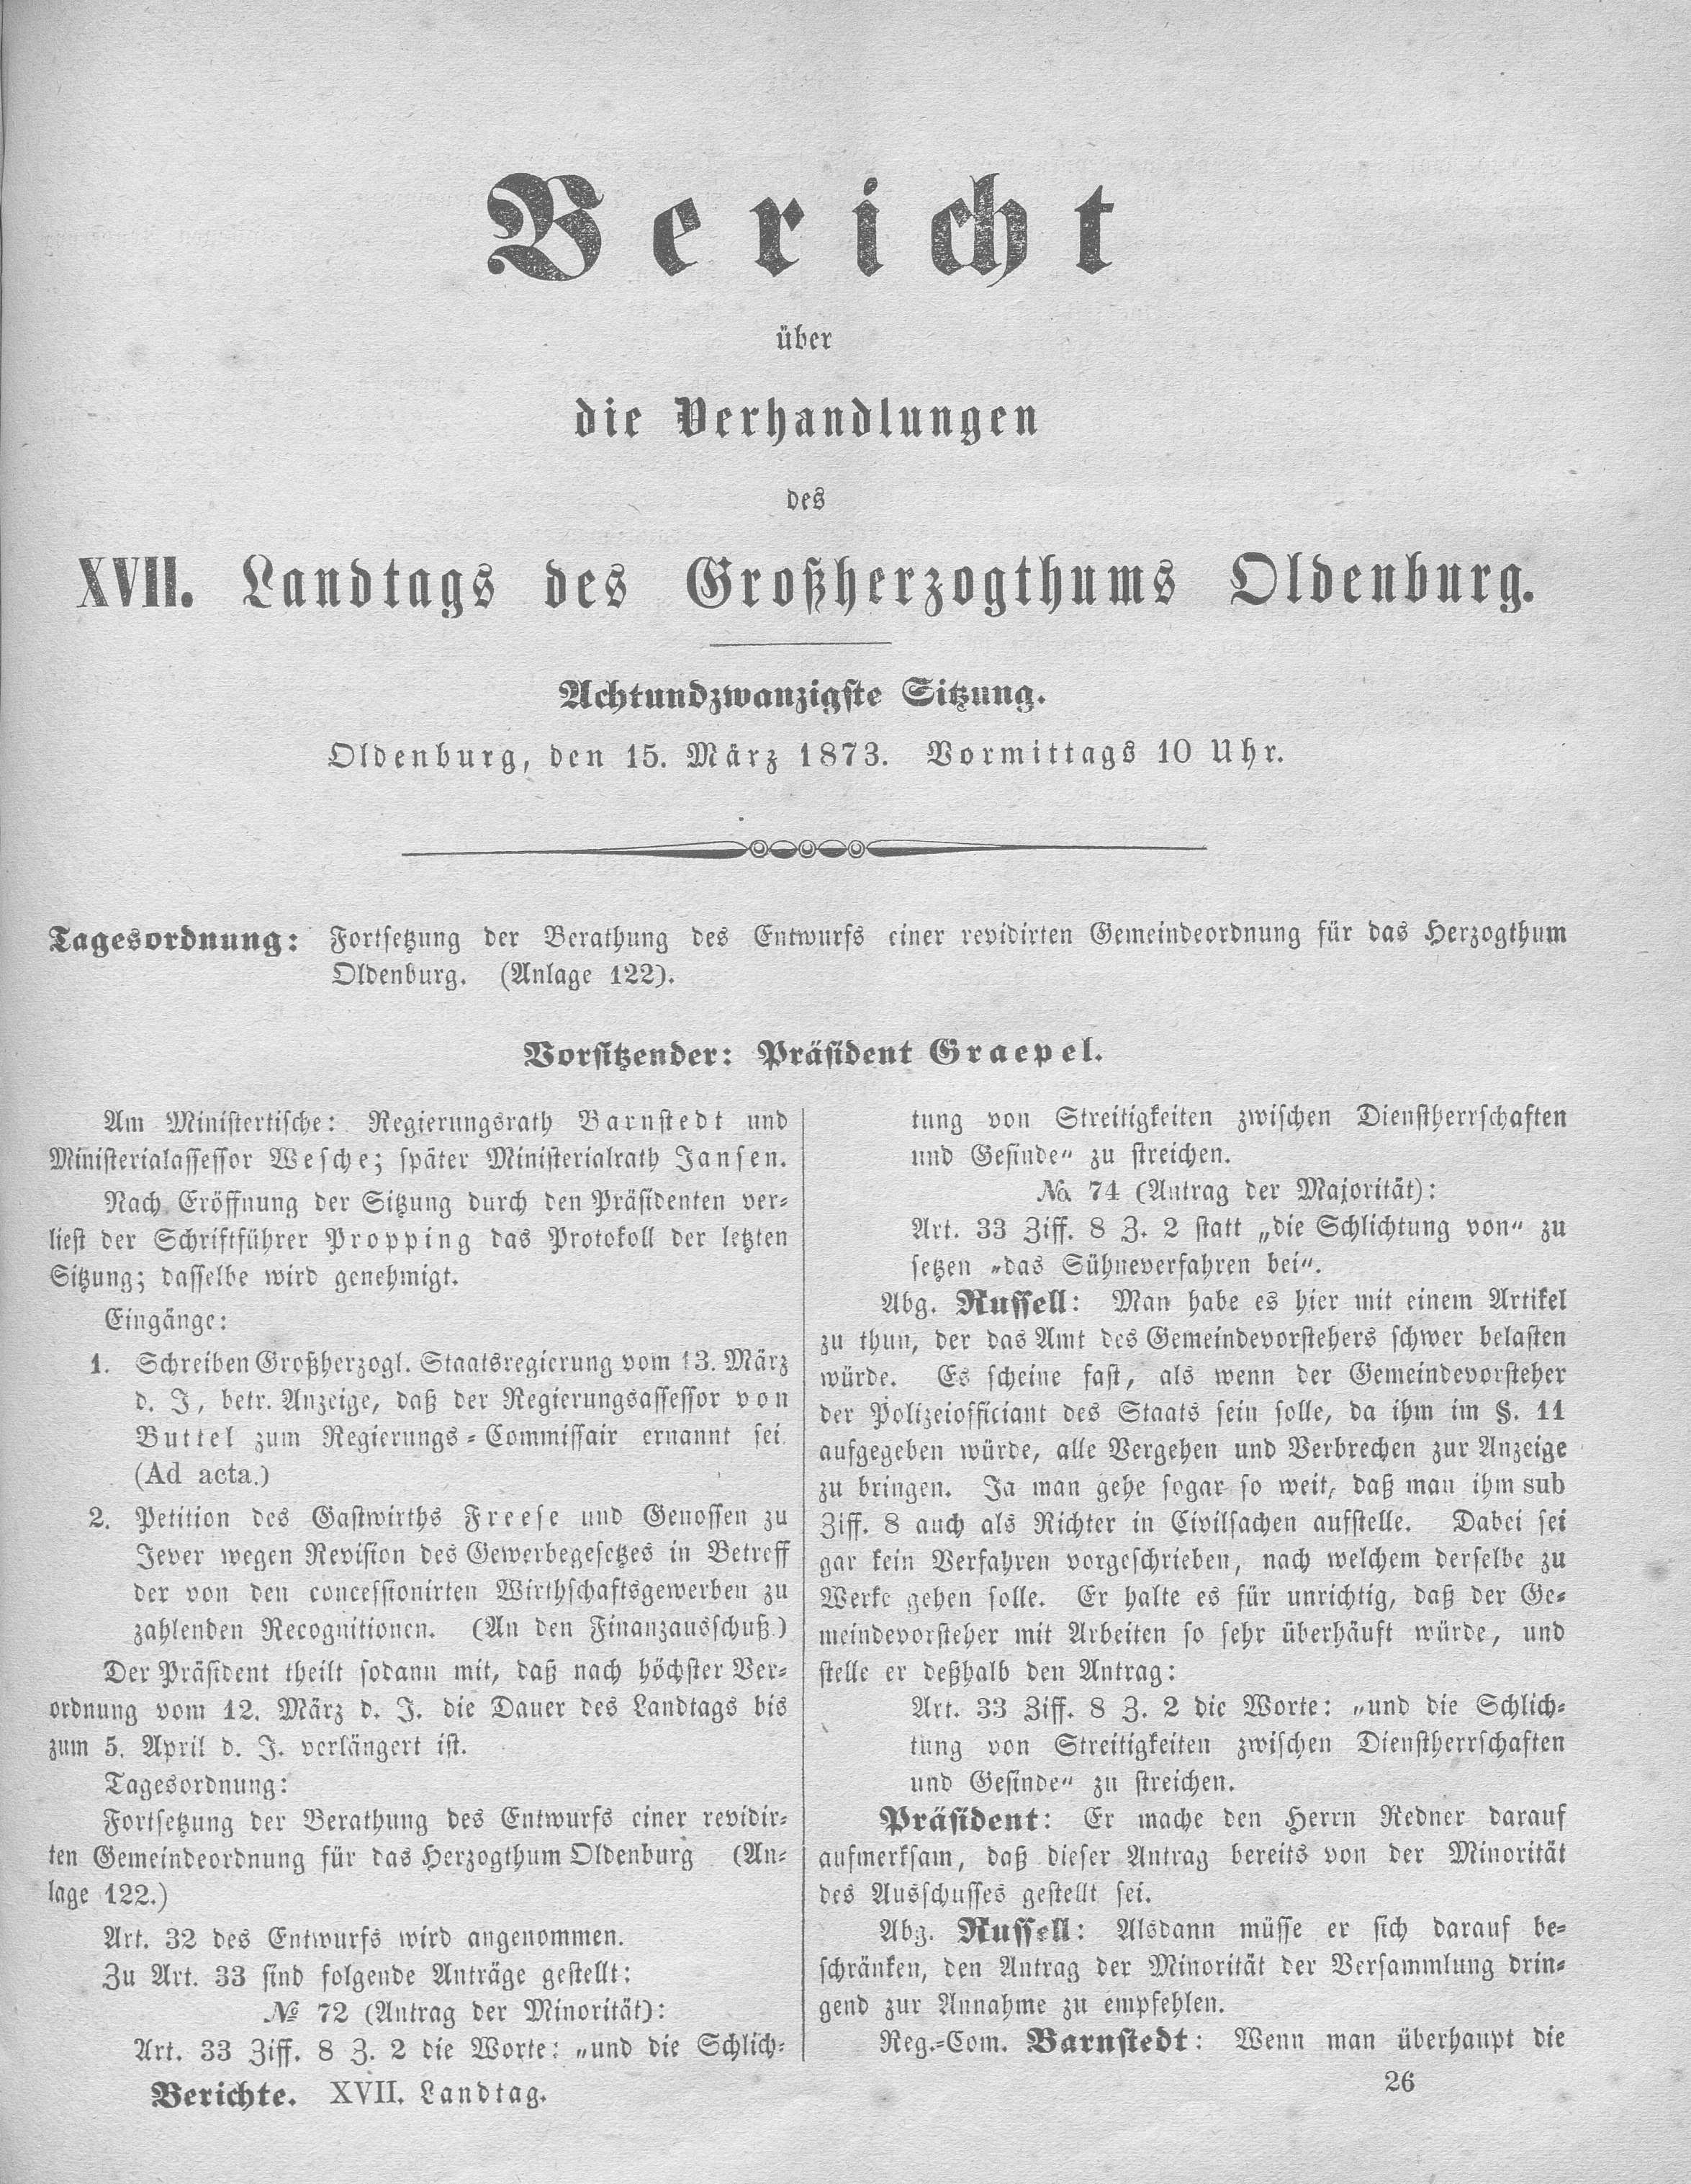 Bericht
über
die Verhandlungen
des
XVII. Landtags des Großherzogthums Oldenburg.
Achtundzwanzigste Sitzung.
Oldenburg, den 15. März 1873. Vormittags 10 Uhr.
Tagesordnung: Fortsetzung der Berathung des Entwurfs einer revidirten Gemeindeordnung für das Herzogthum
Oldenburg. (Anlage 122).
Vorsitzender: Präsident Graepel.
Am Ministertische: Regierungsrath Barnstedt und
Ministerialassessor Wesche; später Ministerialrath Jansen.
Nach Eröffnung der Sitzung durch den Präsidenten ver-
liest der Schriftführer Propping das Protokoll der letzten
Sitzung; dasselbe wird genehmigt.
Eingänge:
1. Schreiben Großherzogl. Staatsregierung vom 13. März
d. J, betr. Anzeige, daß der Regierungsassessor von
Buttel zum Regierungs-Commissair ernannt sei.
(Ad acta.)
2. Petition des Gastwirths Freese und Genossen zu
Jever wegen Revision des Gewerbegesetzes in Betreff
der von den concessionirten Wirthschaftsgewerben zu
zahlenden Recognitionen. (An den Finanzausschuß.)
Der Präsident theilt sodann mit, daß nach höchster Ver-
ordnung vom 12. März d. J. die Dauer des Landtags bis
zum 5. April d. J. verlängert ist.
Tagesordnung:
Fortsetzung der Berathung des Entwurfs einer revidir-
ten Gemeindeordnung für das Herzogthum Oldenburg (An-
lage 122.)
Art. 32 des Entwurfs wird angenommen.
Zu Art. 33 sind folgende Anträge gestellt:
№ 72 (Antrag der Minorität):
Art. 33 Ziff. 8 Z. 2 die Worte: „und die Schlich-
tung von Streitigkeiten zwischen Dienstherrschaften
und Gesinde“ zu streichen.
№ 74 (Antrag der Majorität):
Art. 33 Ziff. 8 Z. 2 statt „die Schlichtung von“ zu
setzen „das Sühneverfahren bei“.
Abg. Russell: Man habe es hier mit einem Artikel
zu thun, der das Amt des Gemeindevorstehers schwer belasten
würde. Es scheine fast, als wenn der Gemeindevorsteher
der Polizeiofficiant des Staats sein solle, da ihm im §. 11
aufgegeben würde, alle Vergehen und Verbrechen zur Anzeige
zu bringen. Ja man gehe sogar so weit, daß man ihm sub
Ziff. 8 auch als Richter in Civilsachen aufstelle. Dabei sei
gar kein Verfahren vorgeschrieben, nach welchem derselbe zu
Werke gehen solle. Er halte es für unrichtig, daß der Ge-
meindevorsteher mit Arbeiten so sehr überhäuft würde, und
stelle er deßhalb den Antrag:
Art. 33 Ziff. 8 Z. 2 die Worte: „und die Schlich-
tung von Streitigkeiten zwischen Dienstherrschaften
und Gesinde“ zu streichen.
Präsident: Er mache den Herrn Redner darauf
aufmerksam, daß dieser Antrag bereits von der Minorität
des Ausschusses gestellt sei.
Abg. Russell: Alsdann müsse er sich darauf be-
schränken, den Antrag der Minorität der Versammlung drin-
gend zur Annahme zu empfehlen.
Reg.-Com. Barnstedt: Wenn man überhaupt die
Berichte. XVII. Landtag.
26